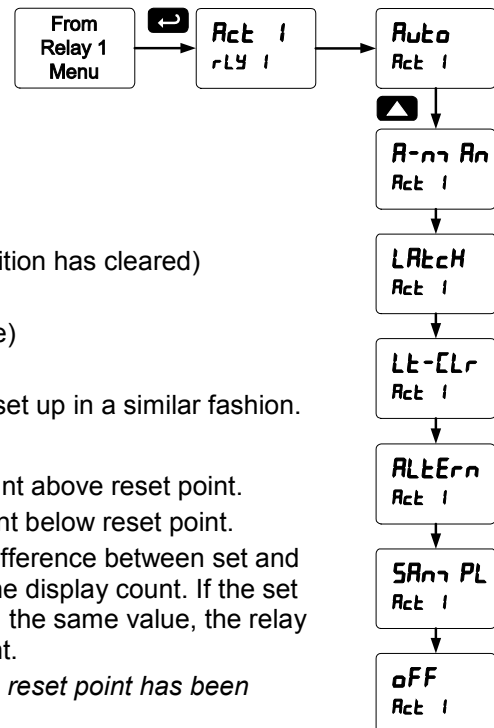 From
Relay 1
Menu
Act 1
rLY 1
Auto
Act 1
A-m An
Act 1
LAtcH
Act 1
Lt-CLr
Act 1
ALtErn
Act 1
SAm PL
Act 1
oFF
Act 1
ition has cleared)
e)
set up in a similar fashion.
nt above reset point.
nt below reset point.
ifference between set and
ne display count. If the set
the same value, the relay
nt.
reset point has been